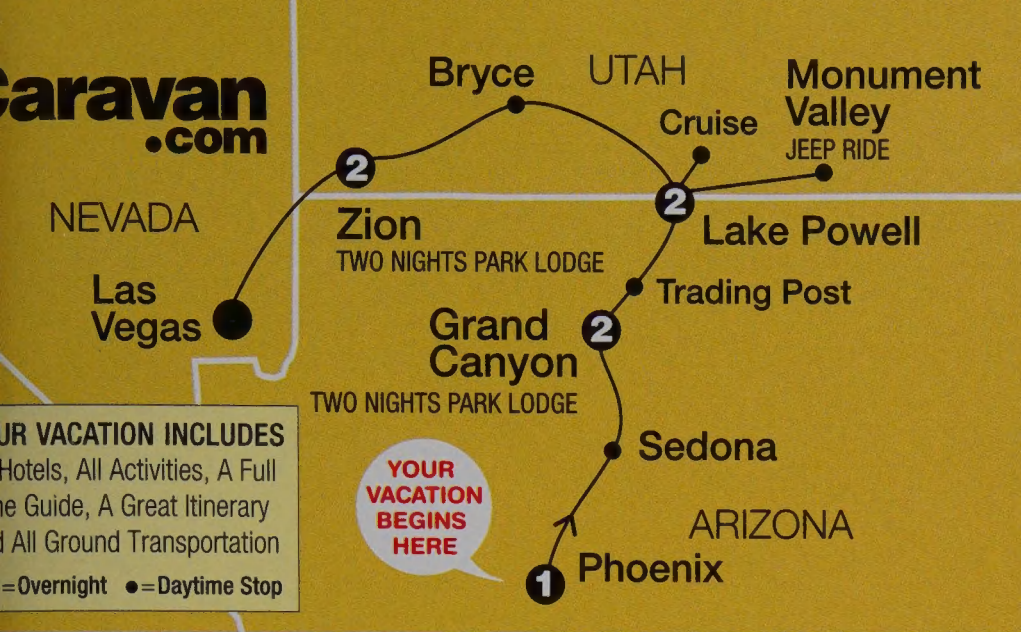 Caravan
.com
Bryce
UTAH
Monument
Valley
JEEP RIDE
Cruise
2
NEVADA
Zion
TWO NIGHTS PARK LODGE
2
Lake Powell
Las
Vegas
Trading Post
Grand
Canyon
2
TWO NIGHTS PARK LODGE
UR VACATION INCLUDES
Hotels, All Activities, A Full
e Guide, A Great Itinerary
All Ground Transportation
=Overnight ●=Daytime Stop
YOUR
VACATION
BEGINS
HERE
Sedona
ARIZONA
1
Phoenix